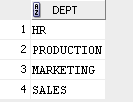 DEPT
1 HR
2 PRODUCTION
3 MARKETING
4 SALES